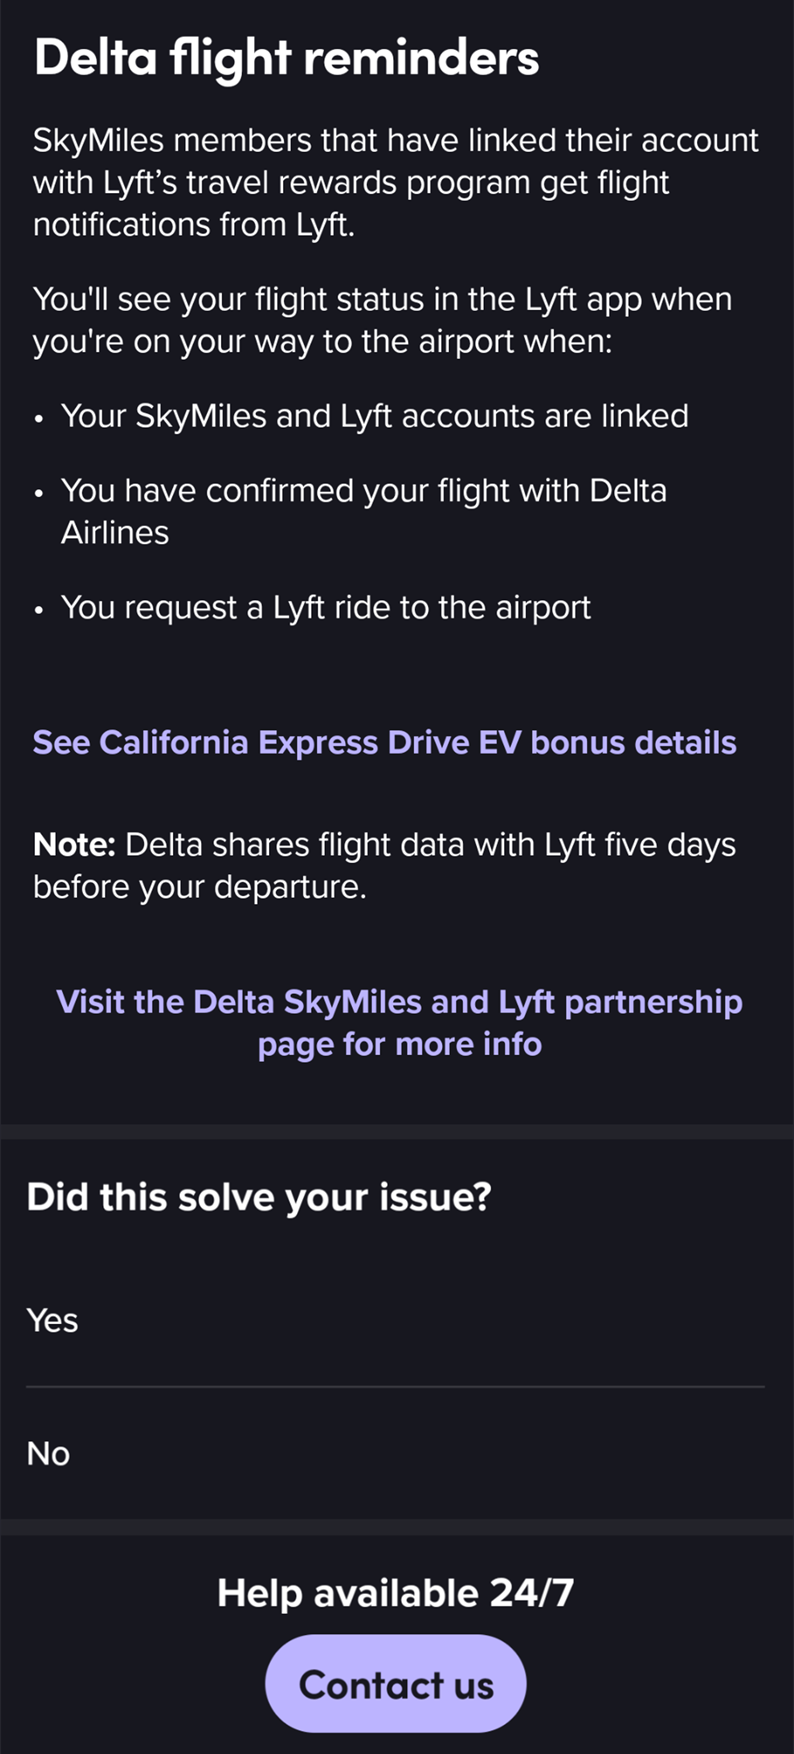 Delta flight reminders
SkyMiles members that have linked their account
with Lyft’s travel rewards program get flight
notifications from Lyft.
You'll see your flight status in the Lyft app when
you're on your way to the airport when:
• Your SkyMiles and Lyft accounts are linked
• You have confirmed your flight with Delta
Airlines
• You request a Lyft ride to the airport
See California Express Drive EV bonus details
Note: Delta shares flight data with Lyft five days
before your departure.
Visit the Delta SkyMiles and Lyft partnership
page for more info
Did this solve your issue?
Yes
No
Help available 24/7
Contact us